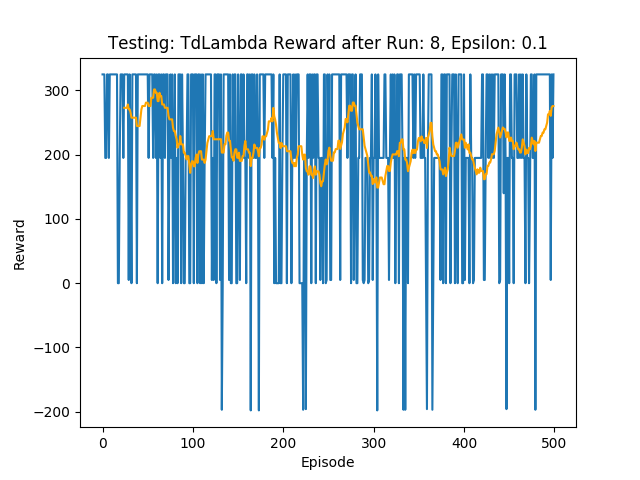 Testing: TdLambda Reward after Run: 8, Epsilon: 0.1
300
200
100
0
−100
−200
Reward
0 100 200 300 400 500
Episode